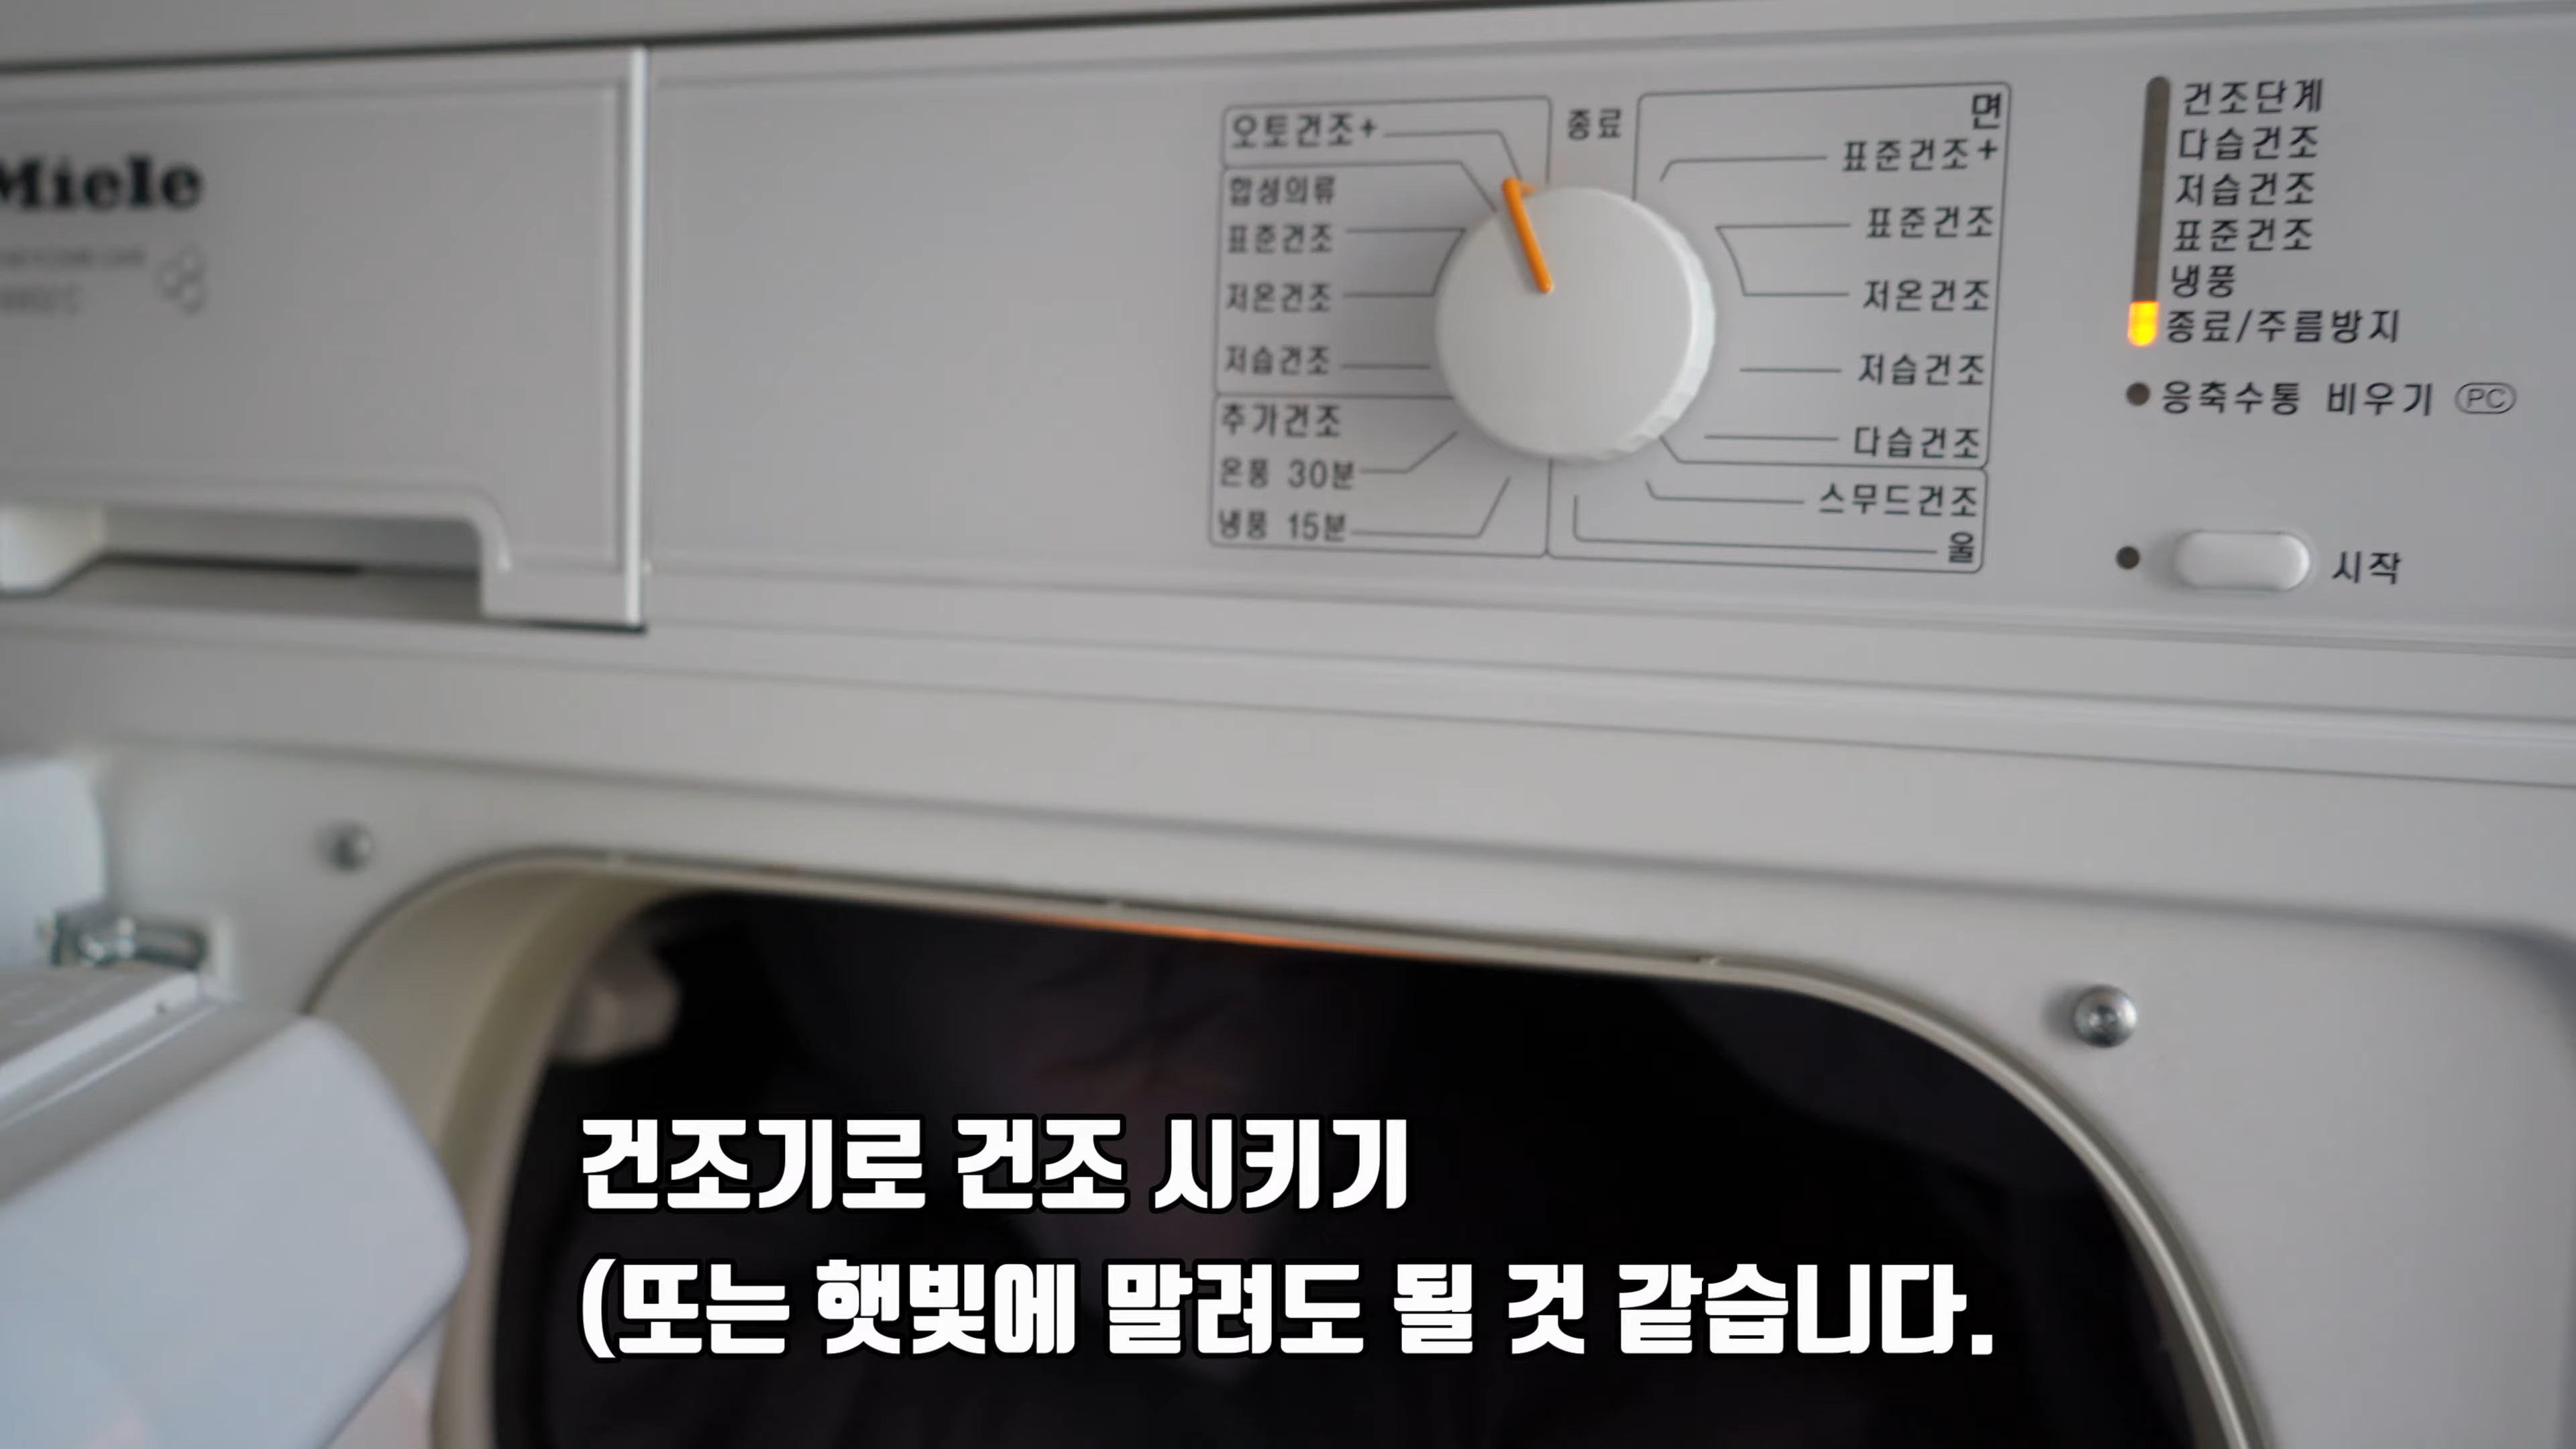 Miele
오토건조+
합성의류
표준건조
저온건조
저습건조
추가건조
온풍 30분
냉풍 15분
종료
면
표준건조+
표준건조
저온건조
저습건조
다습건조
스무드건조
울
건조단계
다습건조
저습건조
표준건조
냉풍
종료/주름방지
응축수통 비우기 PC
시작
건조기로 건조 시키기
(또는 햇빛에 말려도 될 것 같습니다.